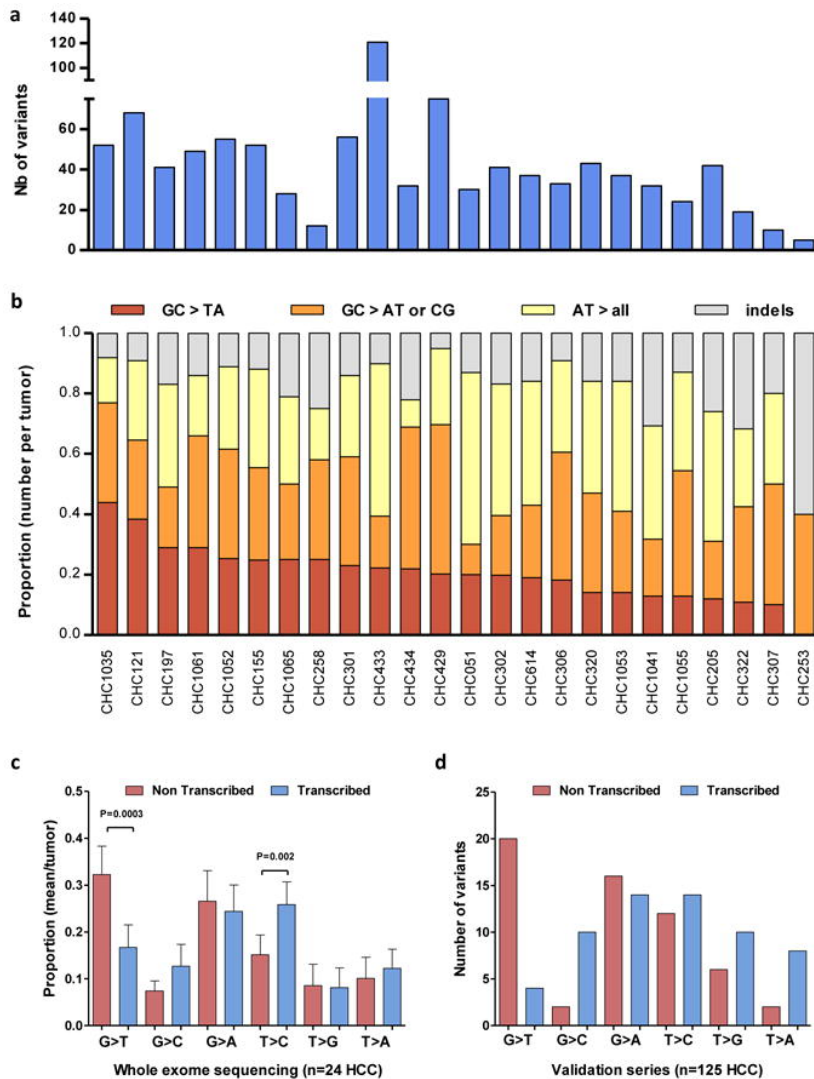 a
140
120
100
60
40
20
0
Nb of variants
b
GC > TA GC > AT or CG AT > all indels
1.0
0.8
0.6
0.4
0.2
0.0
Proportion (number per tumor)
CHC1035
CHC121
CHC197
CHC1061
CHC1052
CHC155
CHC1065
CHC258
CHC301
CHC433
CHC434
CHC429
CHC051
CHC302
CHC614
CHC306
CHC320
CHC1053
CHC1041
CHC1055
CHC205
CHC322
CHC307
CHC253
c
Non Transcribed Transcribed
0.5
0.4
0.3
0.1
0.0
P=0.0003
P=0.002
Proportion (mean/tumor)
G>T G>C G>A T>C T>G T>A
Whole exome sequencing (n=24 HCC)
d
Non Transcribed Transcribed
25
20
15
10
5
0
Number of variants
G>T G>C G>A T>C T>G T>A
Validation series (n=125 HCC)